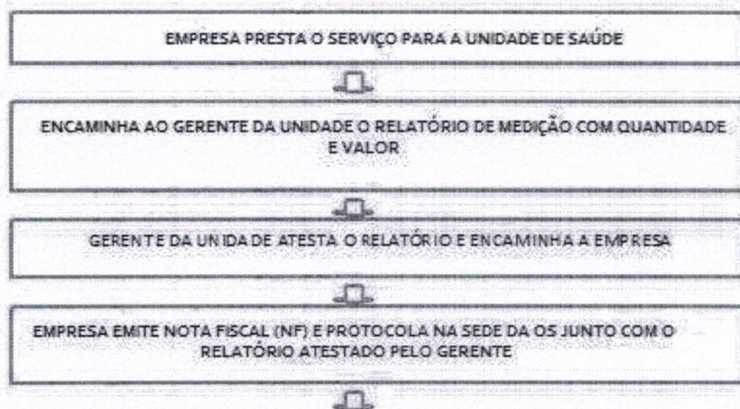 EMPRESA PRESTA O SERVIÇO PARA A UNIDADE DE SAÚDE
ENCAMINHA AO GERENTE DA UNIDADE O RELATÓRIO DE MEDIÇÃO COM QUANTIDADE
E VALOR
GERENTE DA UNIDADE ATESTA O RELATÓRIO E ENCAMINHA A EMPRESA
EMPRESA EMITE NOTA FISCAL (NF) E PROTOCOLA NA SEDE DA OS JUNTO COM O
RELATÓRIO ATESTADO PELO GERENTE